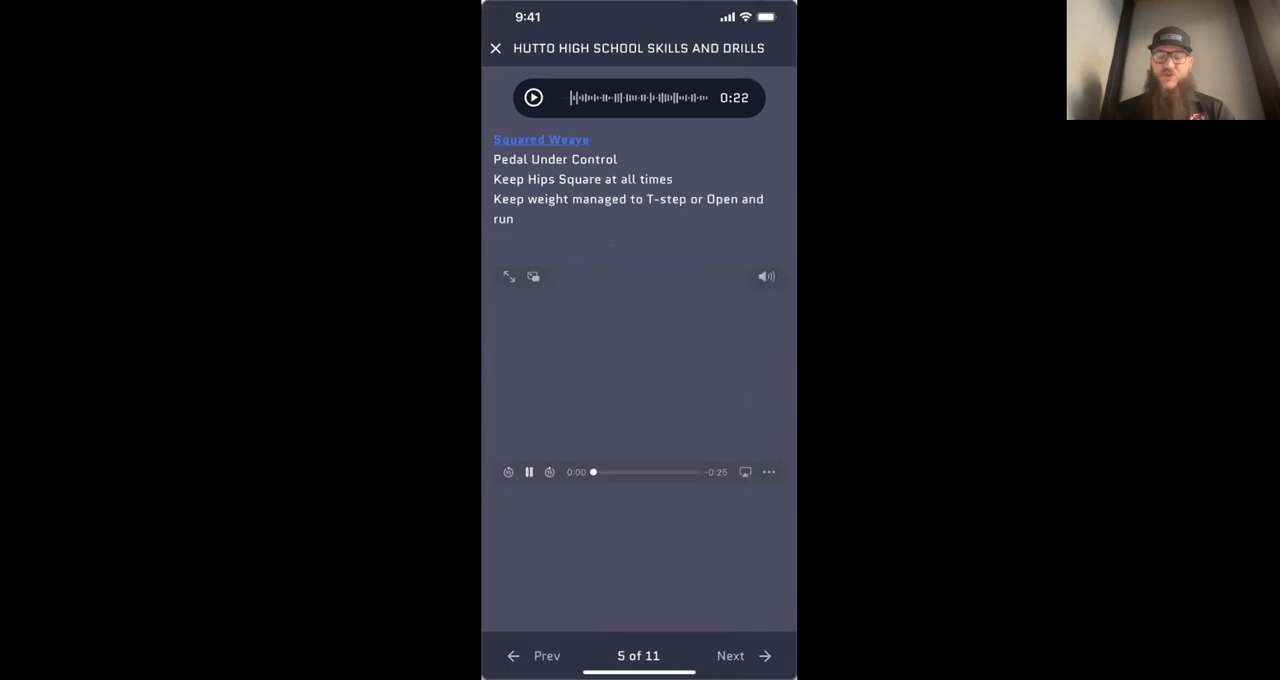 9:41
HUTTO HIGH SCHOOL SKILLS AND DRILLS
0:22
Squared Weave
Pedal Under Control
Keep Hips Square at all times
Keep weight managed to T-step or Open and
run
0:00
-0:25
Prev
5 of 11
Next